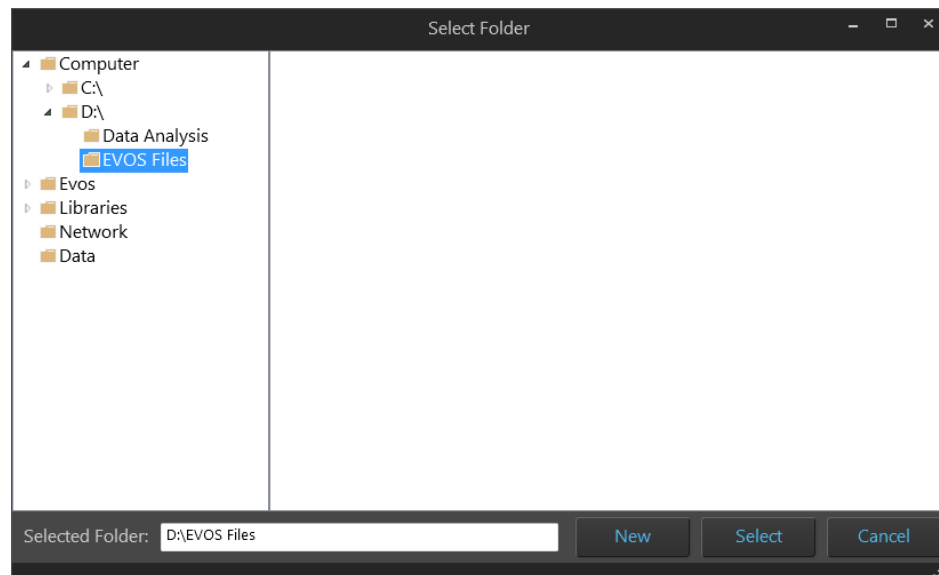 Select Folder
Computer
C:\
D:\
Data Analysis
EVOS Files
Evos
Libraries
Network
Data
Selected Folder: D:\EVOS Files New Select Cancel